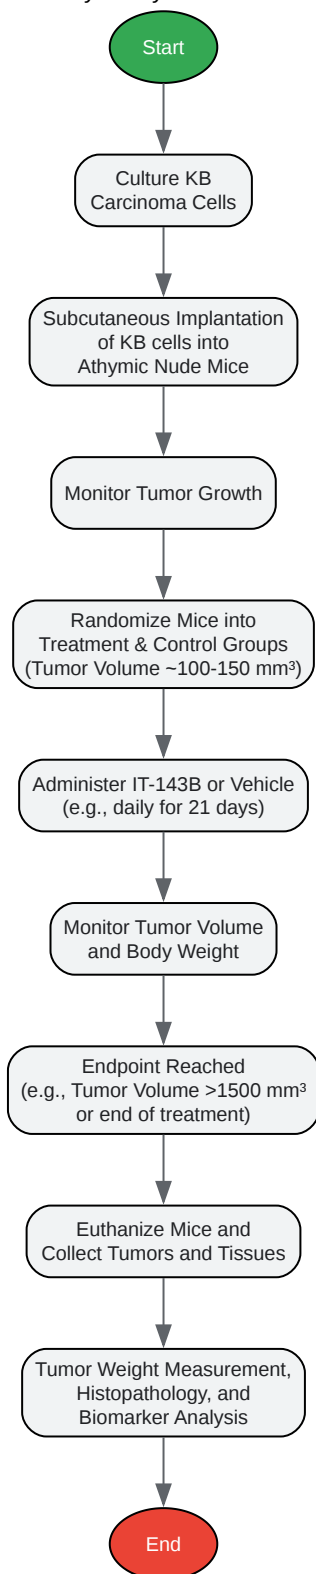 Start
Culture KB
Carcinoma Cells
Subcutaneous Implantation
of KB cells into
Athymic Nude Mice
Monitor Tumor Growth
Randomize Mice into
Treatment & Control Groups
(Tumor Volume ~100-150 mm³)
Administer IT-143B or Vehicle
(e.g., daily for 21 days)
Monitor Tumor Volume
and Body Weight
Endpoint Reached
(e.g., Tumor Volume >1500 mm³
or end of treatment)
Euthanize Mice and
Collect Tumors and Tissues
Tumor Weight Measurement,
Histopathology, and
Biomarker Analysis
End